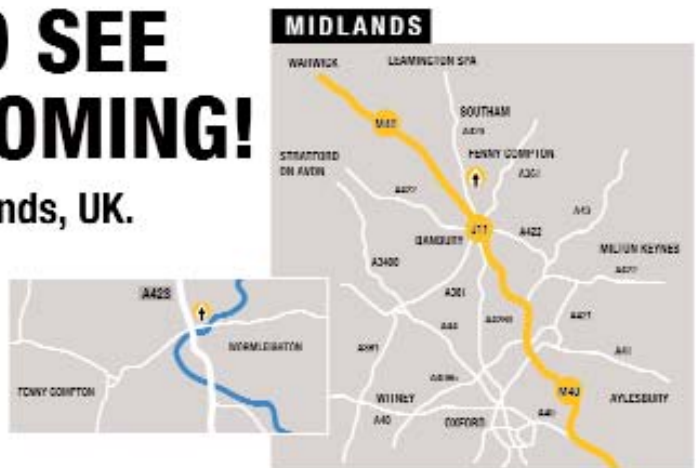 SEE
OMING!
nds, UK.
MIDLANDS
WARWICK
LEAMINGTON SPA
M40
SOUTHAM
A423
STRATFORD
ON AVON
FENNY COMPTON
A361
A422
A43
J11
BANBURY
A422
MILTON KEYNES
A3400
A422
A361
A44
A4260
A421
A41
WITNEY
A40
OXFORD
M40
A40
AYLESBURY
A423
WORMLEIGHTON
FENNY COMPTON